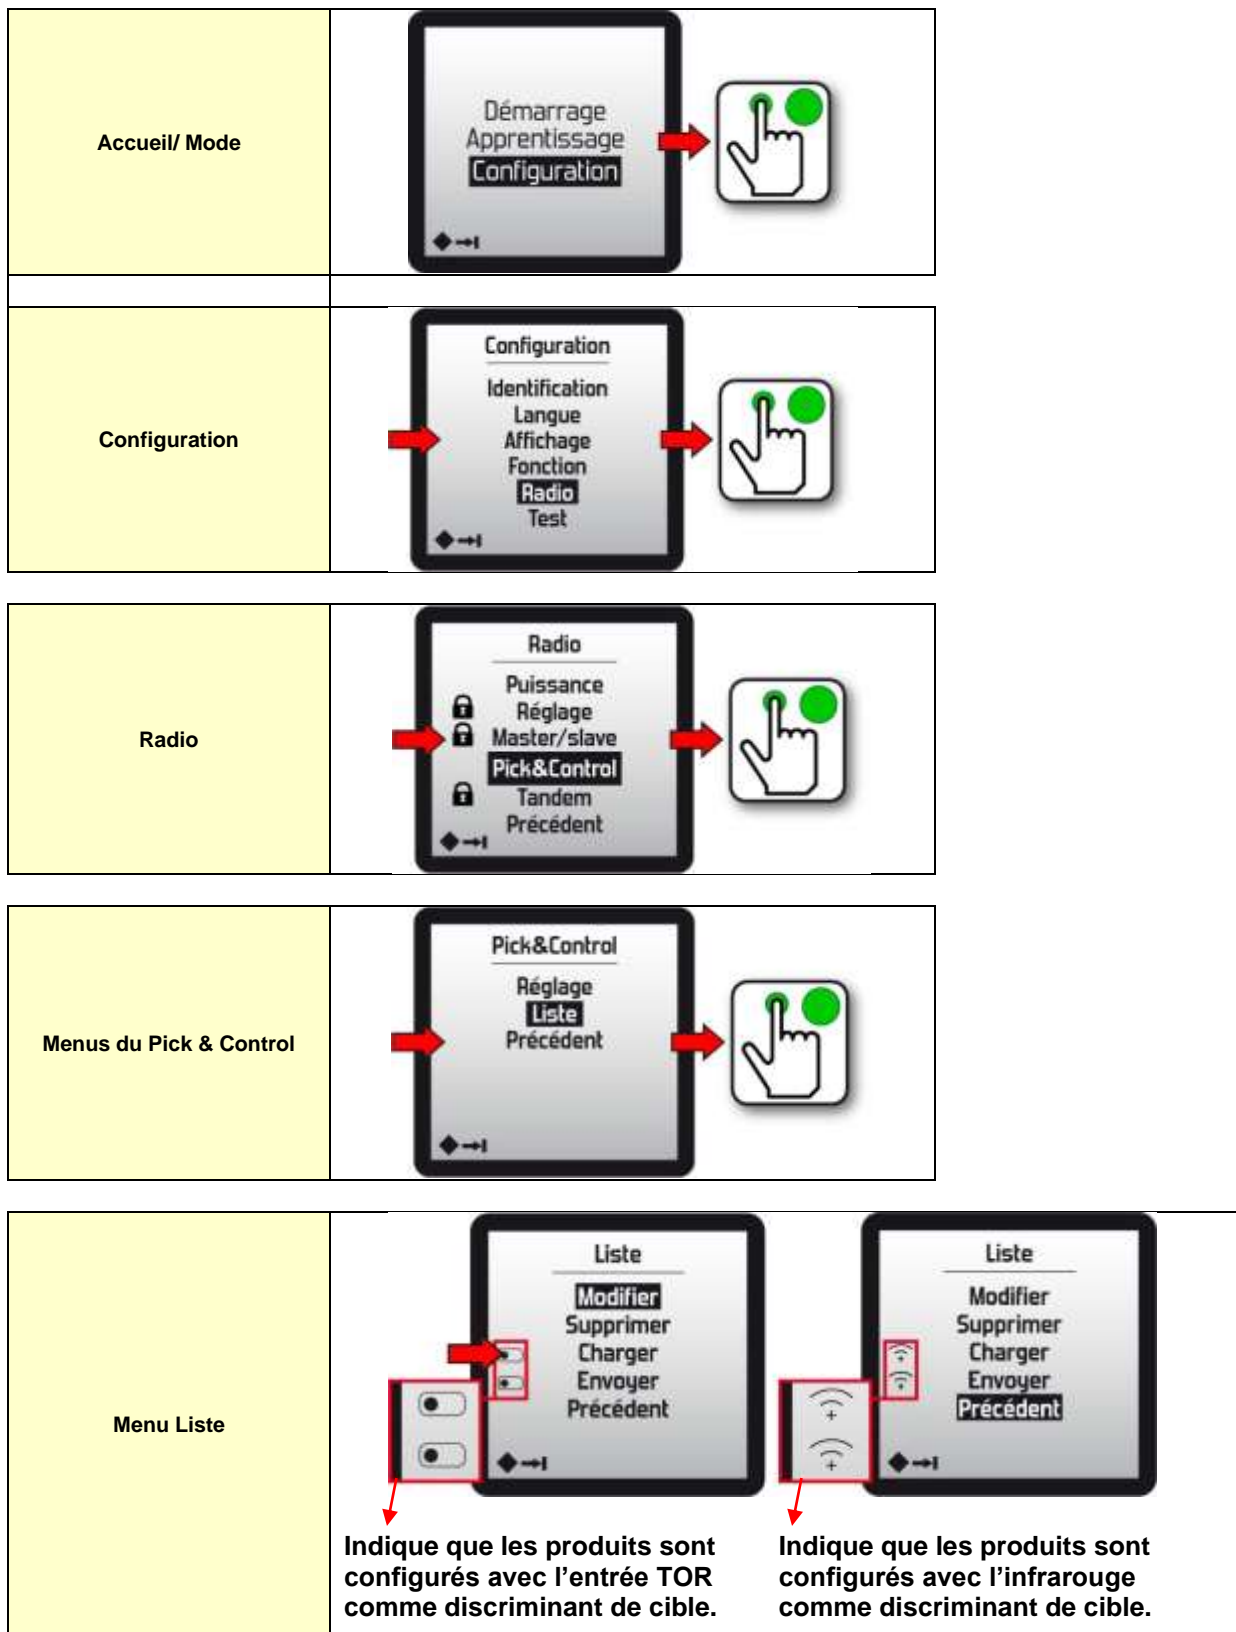 Accueil/ Mode
Démarrage
Apprentissage
Configuration
Configuration
Configuration
Identification
Langue
Affichage
Fonction
Radio
Test
Radio
Radio
Puissance
Réglage
Master/slave
Pick&Control
Tandem
Précédent
Menus du Pick & Control
Pick&Control
Réglage
Liste
Précédent
Menu Liste
Liste
Modifier
Supprimer
Charger
Envoyer
Précédent
Indique que les produits sont
configurés avec l’entrée TOR
comme discriminant de cible.
Liste
Modifier
Supprimer
Charger
Envoyer
Précédent
Indique que les produits sont
configurés avec l’infrarouge
comme discriminant de cible.